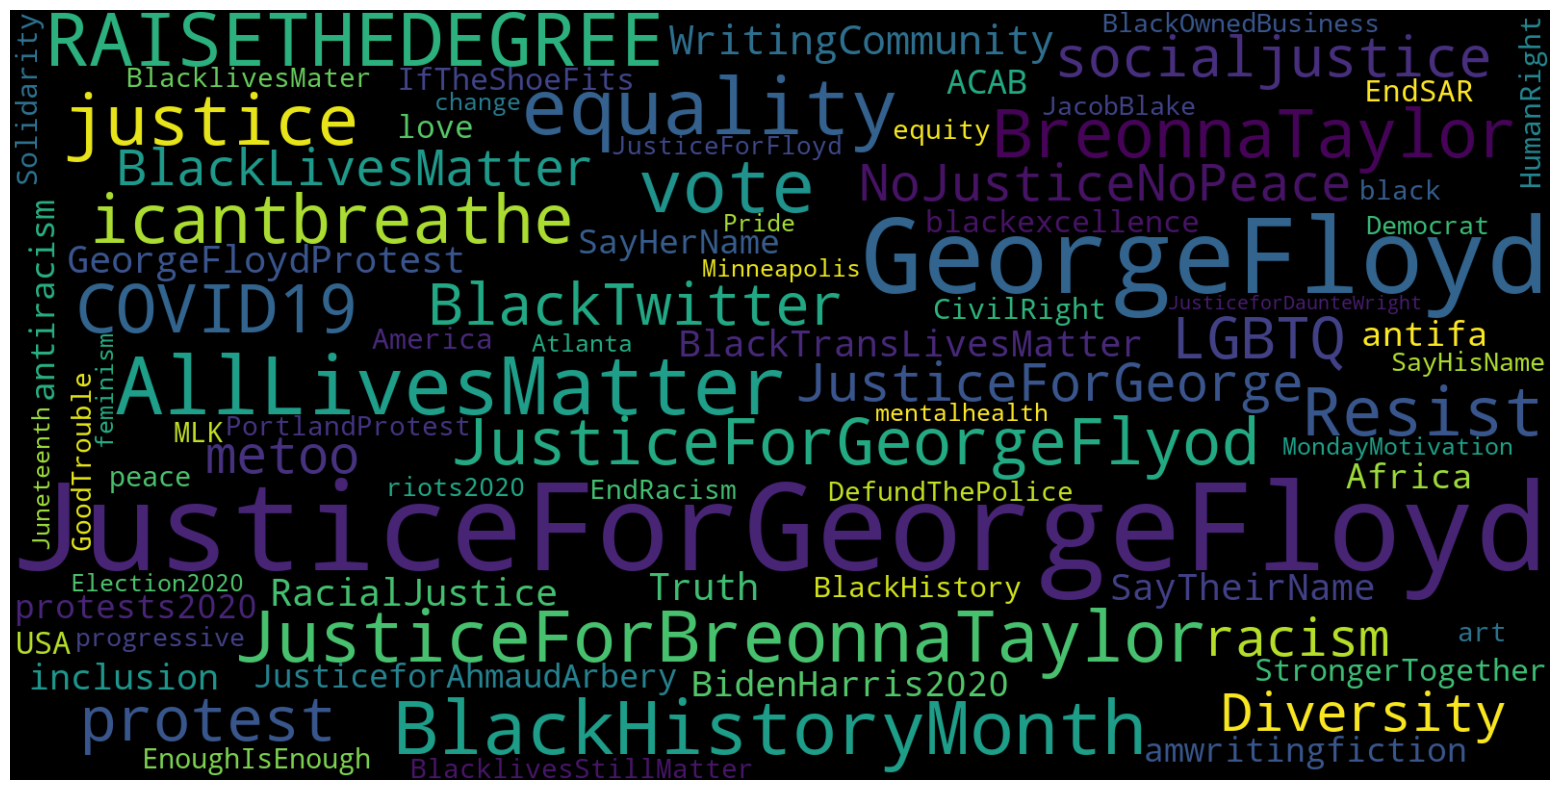 Solidarity
RAISETHEDEGREE
WritingCommunity
BlackOwnedBusiness
socialjustice
HumanRight
BlacklivesMater
IfTheShoeFits
ACAB
EndSAR
justice
change
equality
JacobBlake
love
equity
BreonnaTaylor
JusticeForFloyd
BlackLivesMatter
vote
NoJusticeNoPeace
black
icantbreathe
Pride
blackexcellence
Democrat
antiracism
SayHerName
GeorgeFloyd
GeorgeFloydProtest
Minneapolis
COVID19
BlackTwitter
CivilRight
JusticeforDaunteWright
feminism
America
Atlanta
BlackTransLivesMatter
LGBTQ
antifa
SayHisName
AllLivesMatter
JusticeForGeorge
Resist
Juneteenth
GoodTrouble
MLK
PortlandProtest
mentalhealth
metoo
JusticeForGeorgeFlyod
MondayMotivation
peace
riots2020
EndRacism
DefundThePolice
Africa
JusticeForGeorgeFloyd
Election2020
RacialJustice
Truth
BlackHistory
SayTheirName
protests2020
USA
progressive
JusticeForBreonnaTaylor
racism
art
inclusion
JusticeforAhmaudArbery
BidenHarris2020
StrongerTogether
protest
BlackHistoryMonth
Diversity
EnoughIsEnough
BlacklivesStillMatter
amwritingfiction